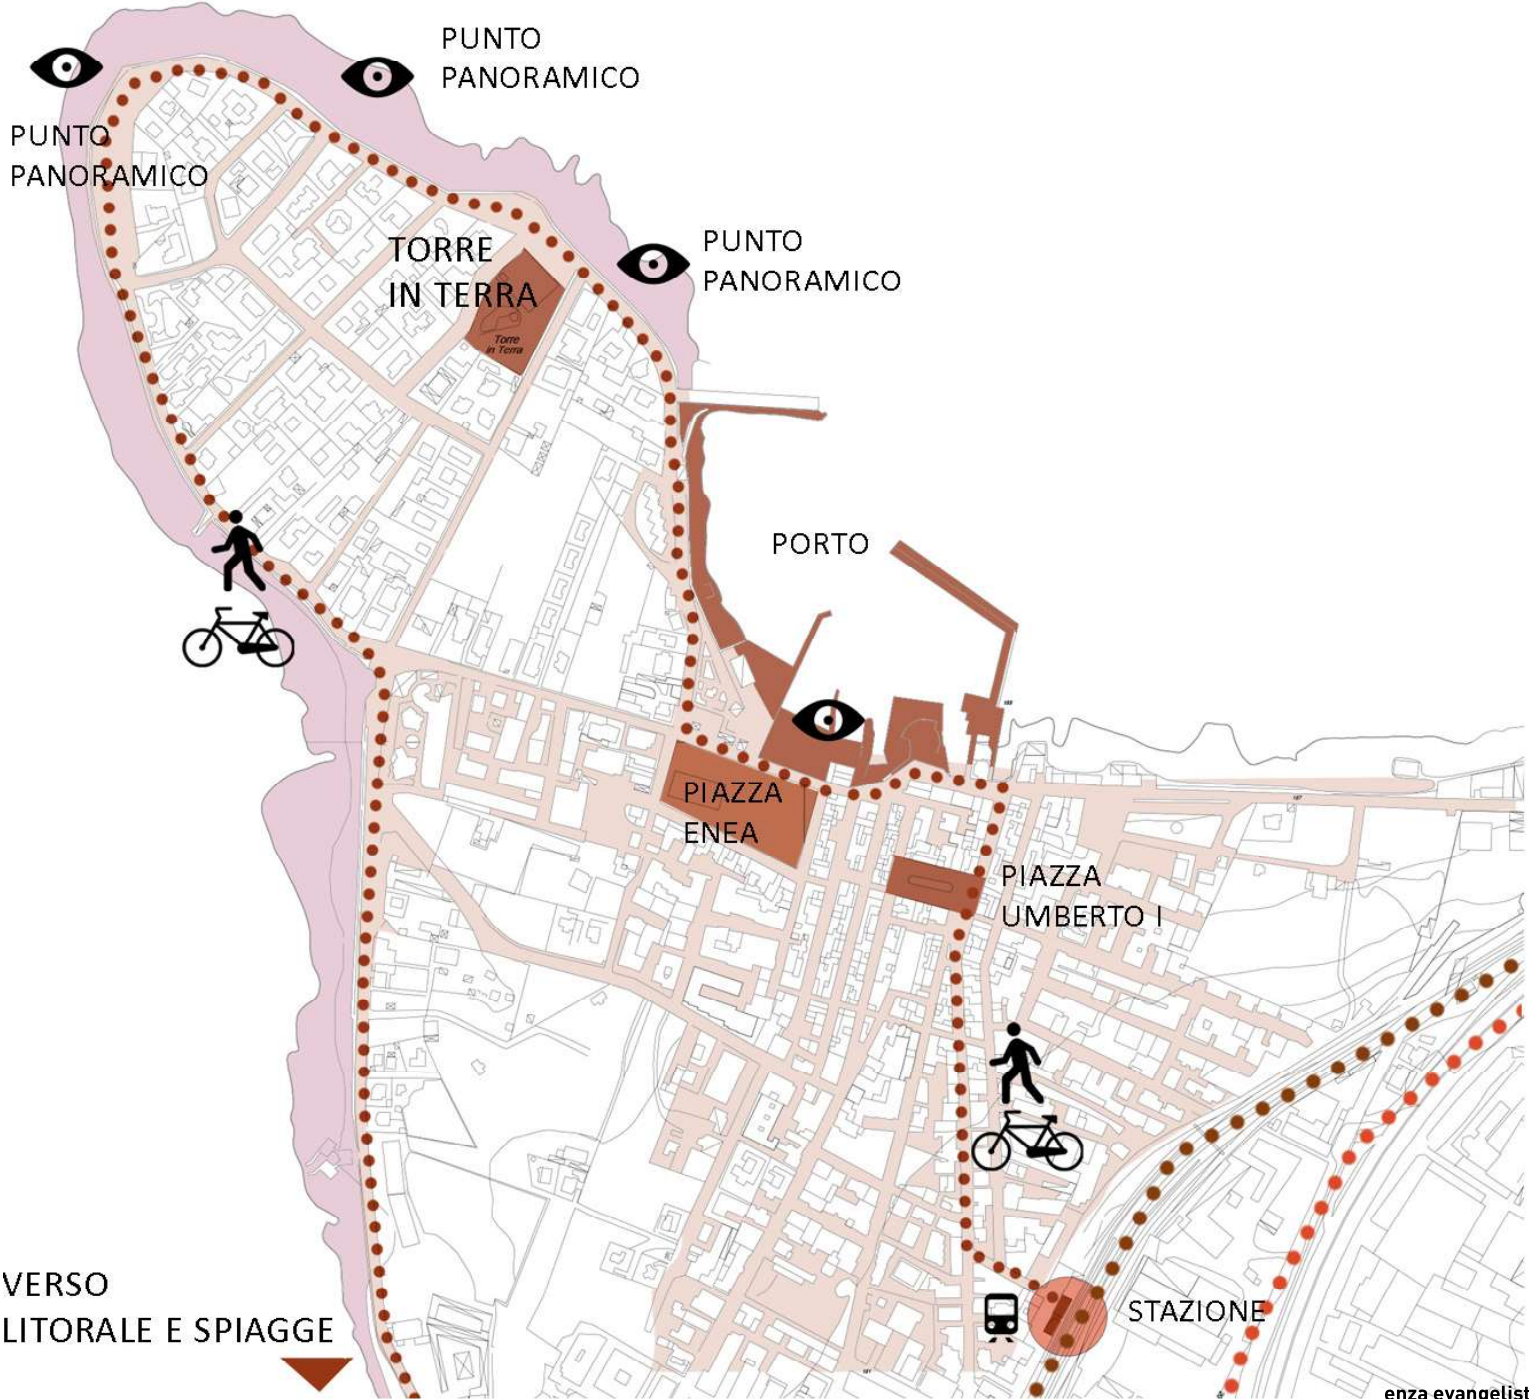 PUNTO
PANORAMICO
PUNTO
PANORAMICO
TORRE
IN TERRA
PUNTO
PANORAMICO
Torre
in Terra
PORTO
PIAZZA
ENEA
PIAZZA
UMBERTO I
VERSO
LITORALE E SPIAGGE
STAZIONE
enza evangelist